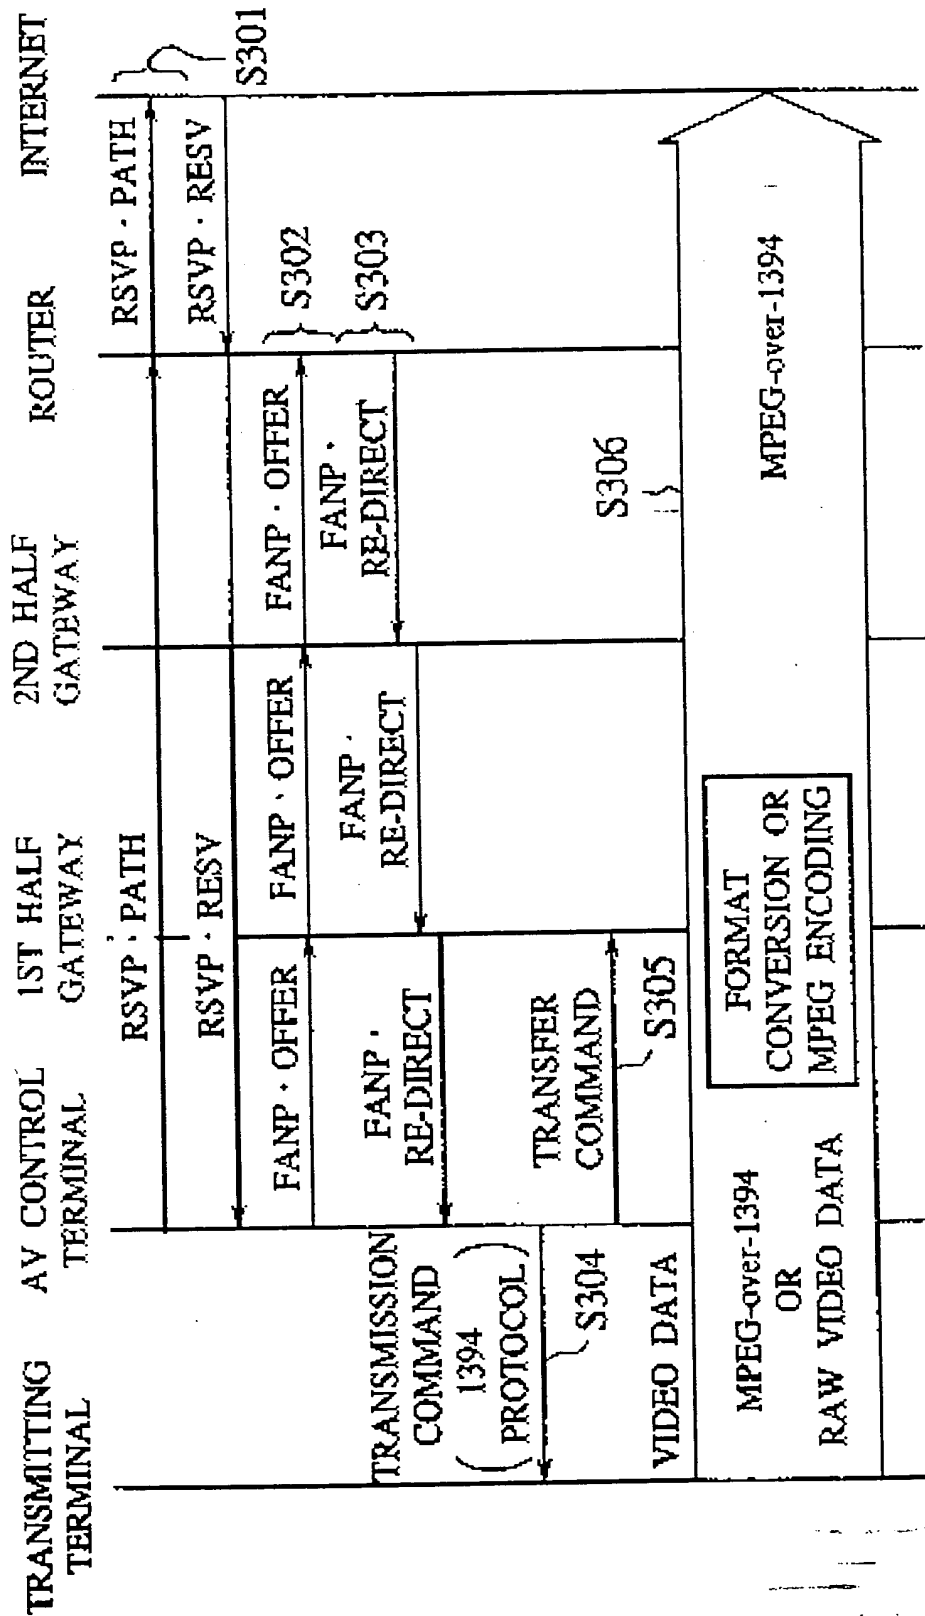 TRANSMITTING
TERMINAL
AV CONTROL
TERMINAL
1ST HALF
GATEWAY
2ND HALF
GATEWAY
ROUTER
INTERNET
RSVP · PATH
RSVP · PATH
S301
RSVP · RESV
RSVP · RESV
FANP · OFFER
FANP · OFFER
FANP · OFFER
S302
FANP ·
RE-DIRECT
FANP ·
RE-DIRECT
FANP ·
RE-DIRECT
S303
TRANSMISSION
COMMAND
(1394
PROTOCOL)
S304
TRANSFER
COMMAND
S305
VIDEO DATA
S306
MPEG-over-1394
OR
RAW VIDEO DATA
FORMAT
CONVERSION OR
MPEG ENCODING
MPEG-over-1394